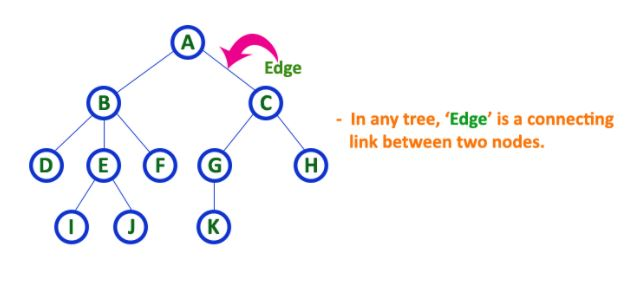 A
Edge
B
C
- In any tree, ‘Edge’ is a connecting
link between two nodes.
D
E
F
G
H
I
J
K